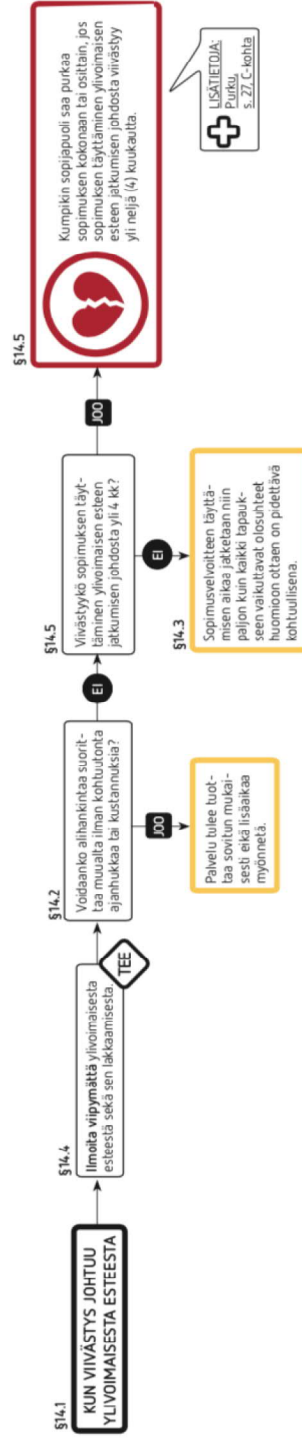 §14.1
KUN VIIVÄSTYS JOHTUU
YLIVOIMAISESTA ESTEESTA
§14.4
Ilmoita viipymättä ylivoimaisesta
esteestä sekä sen lakkaamisesta.
TEE
§14.2
Voidaanko alihankintaa suorit-
taa muualta ilman kohtuutonta
ajanhukkaa tai kustannuksia?
JOO
Palvelu tulee tuot-
taa sovitun mukai-
sesti eikä lisäaikaa
myönnetä.
EI
§14.5
Viivästyykö sopimuksen täyt-
täminen ylivoimaisen esteen
jatkumisen johdosta yli 4 kk?
EI
§14.3
Sopimusvelvoitteen täyttä-
misen aikaa jatketaan niin
paljon kuin kaikki tapauk-
seen vaikuttavat olosuhteet
huomioon ottaen on pidettävä
kohtuullisena.
JOO
§14.5
Kumpikin sopijapuoli saa purkaa
sopimuksen kokonaan tai osittain, jos
sopimuksen täyttäminen ylivoimaisen
esteen jatkumisen johdosta viivästyy
yli neljä (4) kuukautta.
LISÄTIETOJA:
Purku,
s. 27, C-kohta